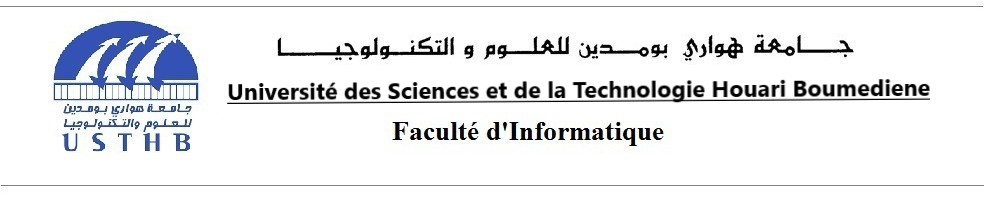 جامعة هواري بومدين للعلوم و التكنولوجيا
Université des Sciences et de la Technologie Houari Boumediene
Faculté d'Informatique
جامعة هواري بومدين
للعلوم والتكنولوجيا
USTHB